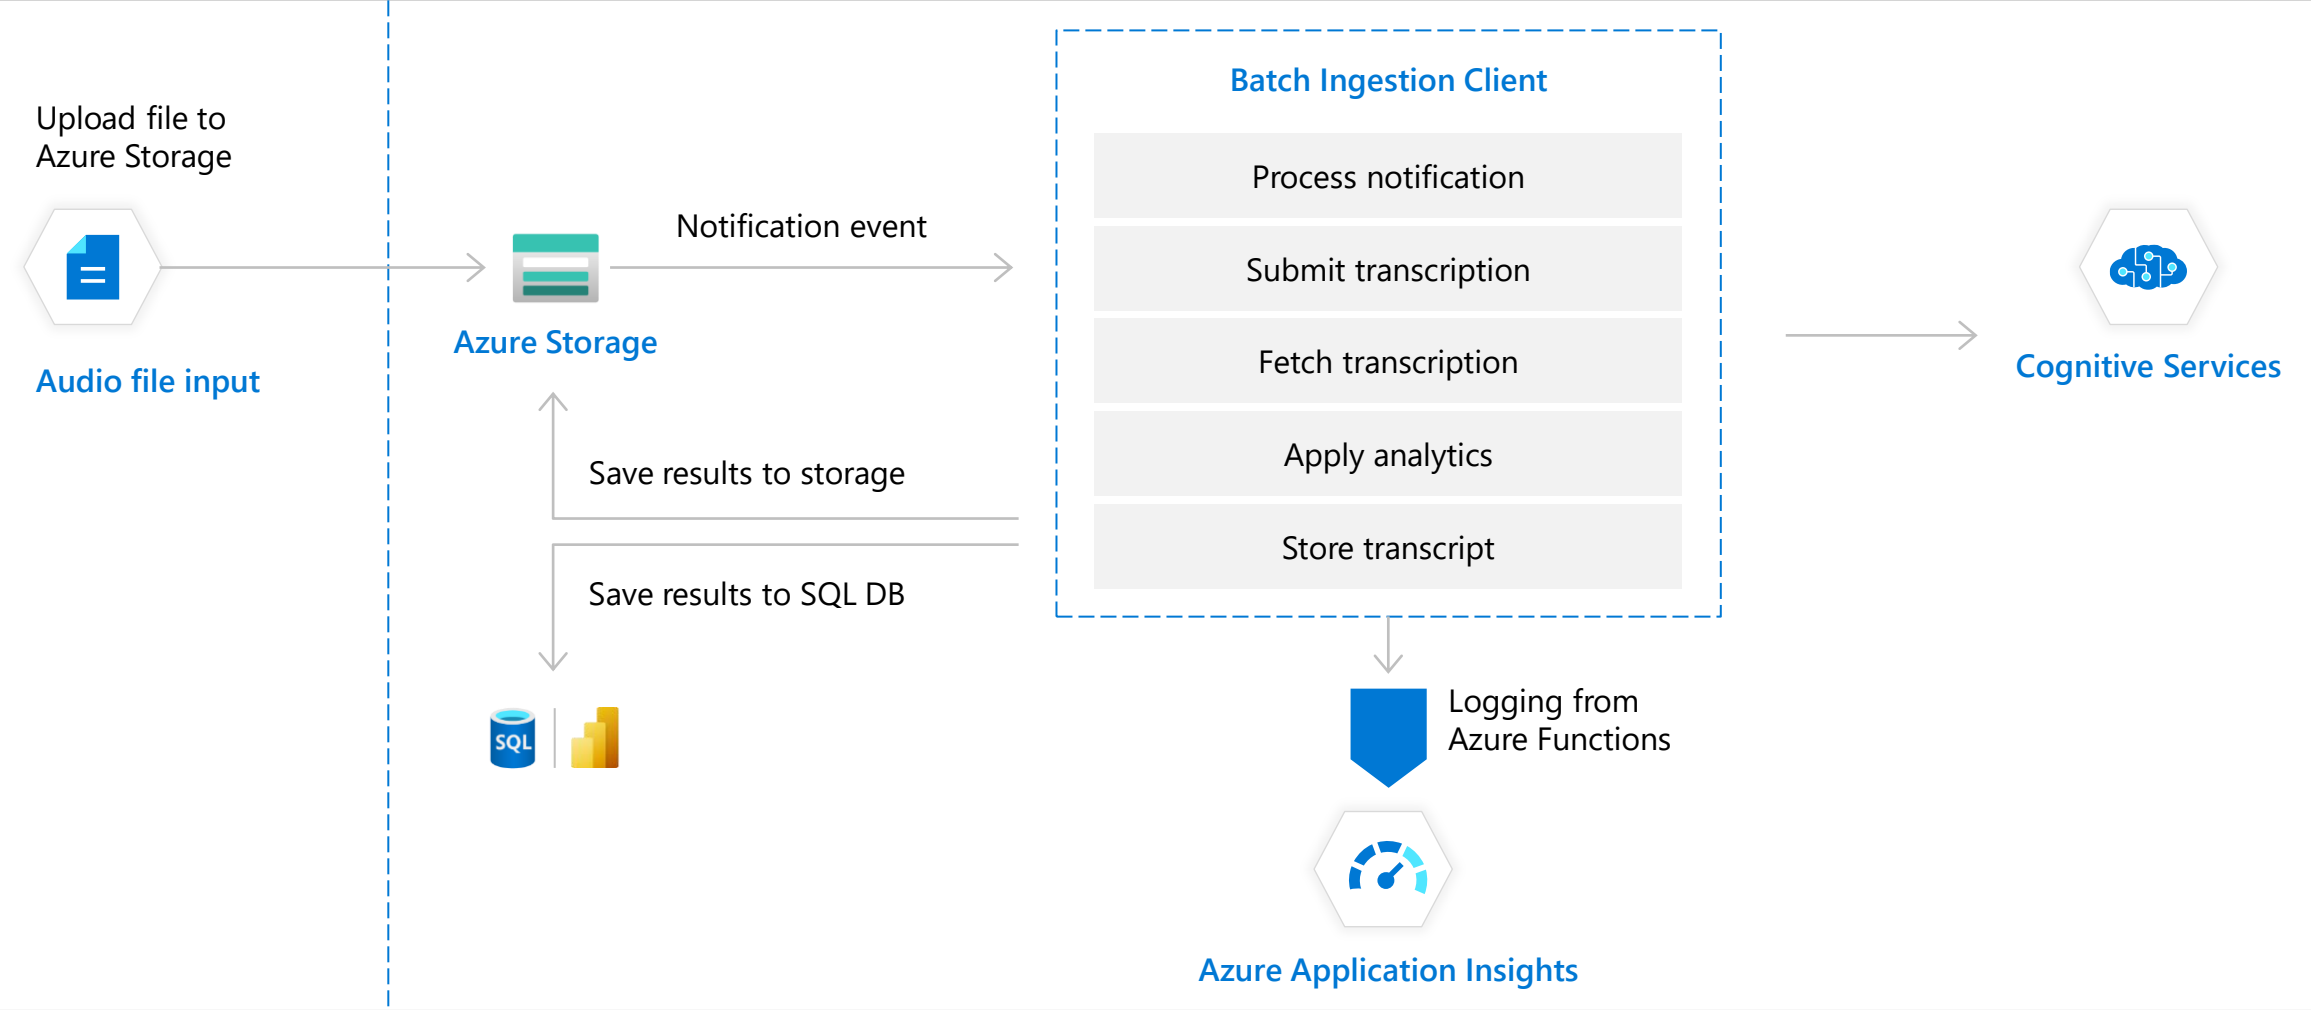 Upload file to
Azure Storage
Audio file input
Azure Storage
Notification event
Save results to storage
Save results to SQL DB
SQL
Batch Ingestion Client
Process notification
Submit transcription
Fetch transcription
Apply analytics
Store transcript
Logging from
Azure Functions
Azure Application Insights
Cognitive Services